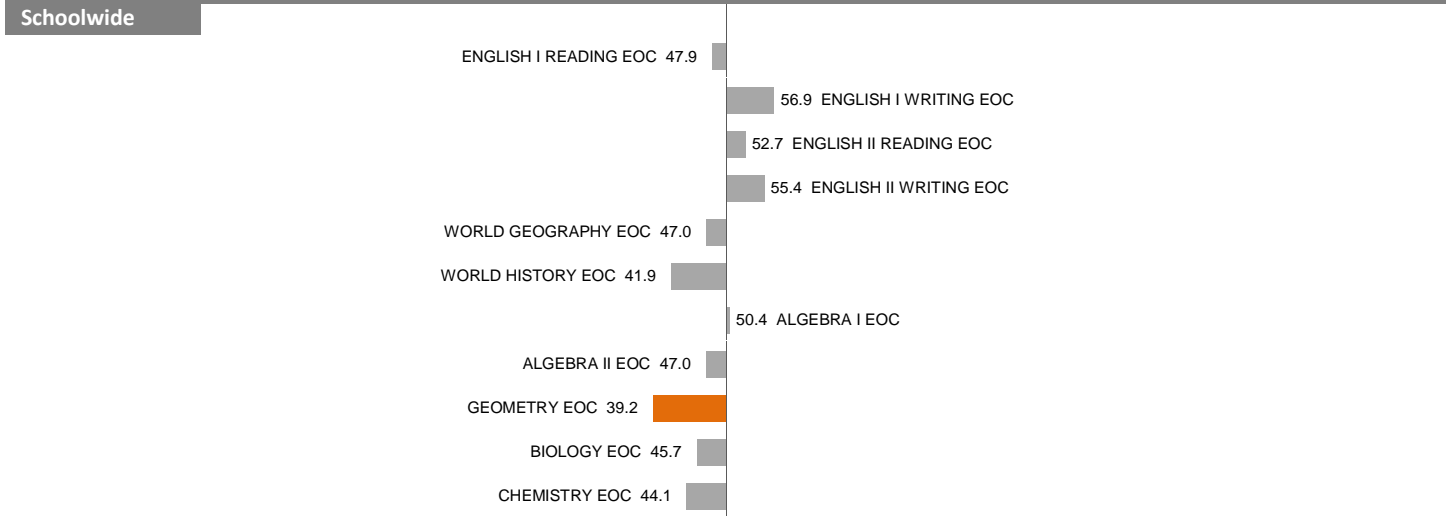 Schoolwide
ENGLISH I READING EOC 47.9
56.9 ENGLISH I WRITING EOC
52.7 ENGLISH II READING EOC
55.4 ENGLISH II WRITING EOC
WORLD GEOGRAPHY EOC 47.0
WORLD HISTORY EOC 41.9
50.4 ALGEBRA I EOC
ALGEBRA II EOC 47.0
GEOMETRY EOC 39.2
BIOLOGY EOC 45.7
CHEMISTRY EOC 44.1